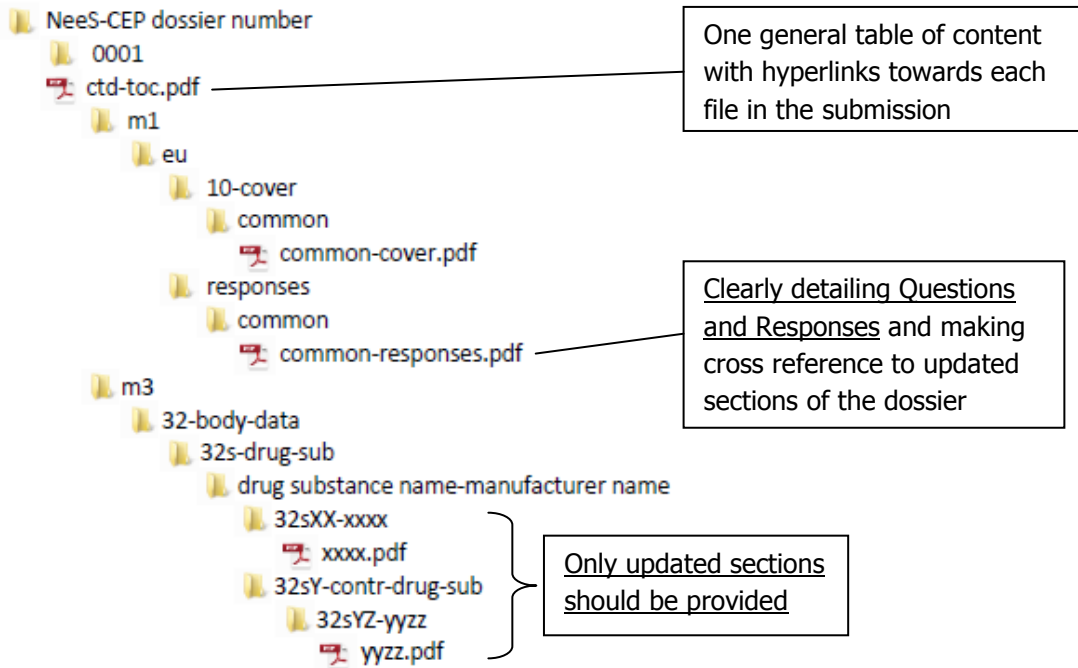 NeeS-CEP dossier number
0001
ctd-toc.pdf
One general table of content
with hyperlinks towards each
file in the submission
m1
eu
10-cover
common
common-cover.pdf
responses
common
common-responses.pdf
Clearly detailing Questions
and Responses and making
cross reference to updated
sections of the dossier
m3
32-body-data
32s-drug-sub
drug substance name-manufacturer name
32sXX-xxxx
xxxx.pdf
32sY-contr-drug-sub
32sYZ-yyzz
yyzz.pdf
Only updated sections
should be provided